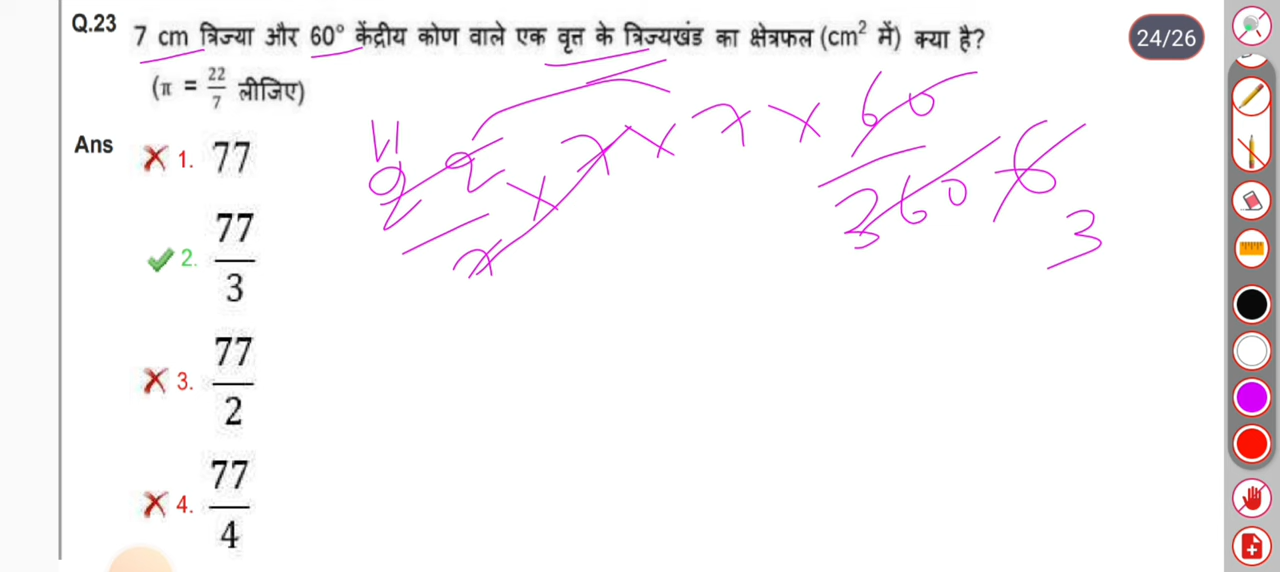 Q.23 7 cm त्रिज्या और 60° केंद्रीय कोण वाले एक वृत्त के त्रिज्यखंड का क्षेत्रफल (cm² में) क्या है?
24/26
(π = 22/7 लीजिए)
Ans 1. 77
2. 77/3
3. 77/2
4. 77/4
11
22/7 × 7 × 7 × 60/360 6
3